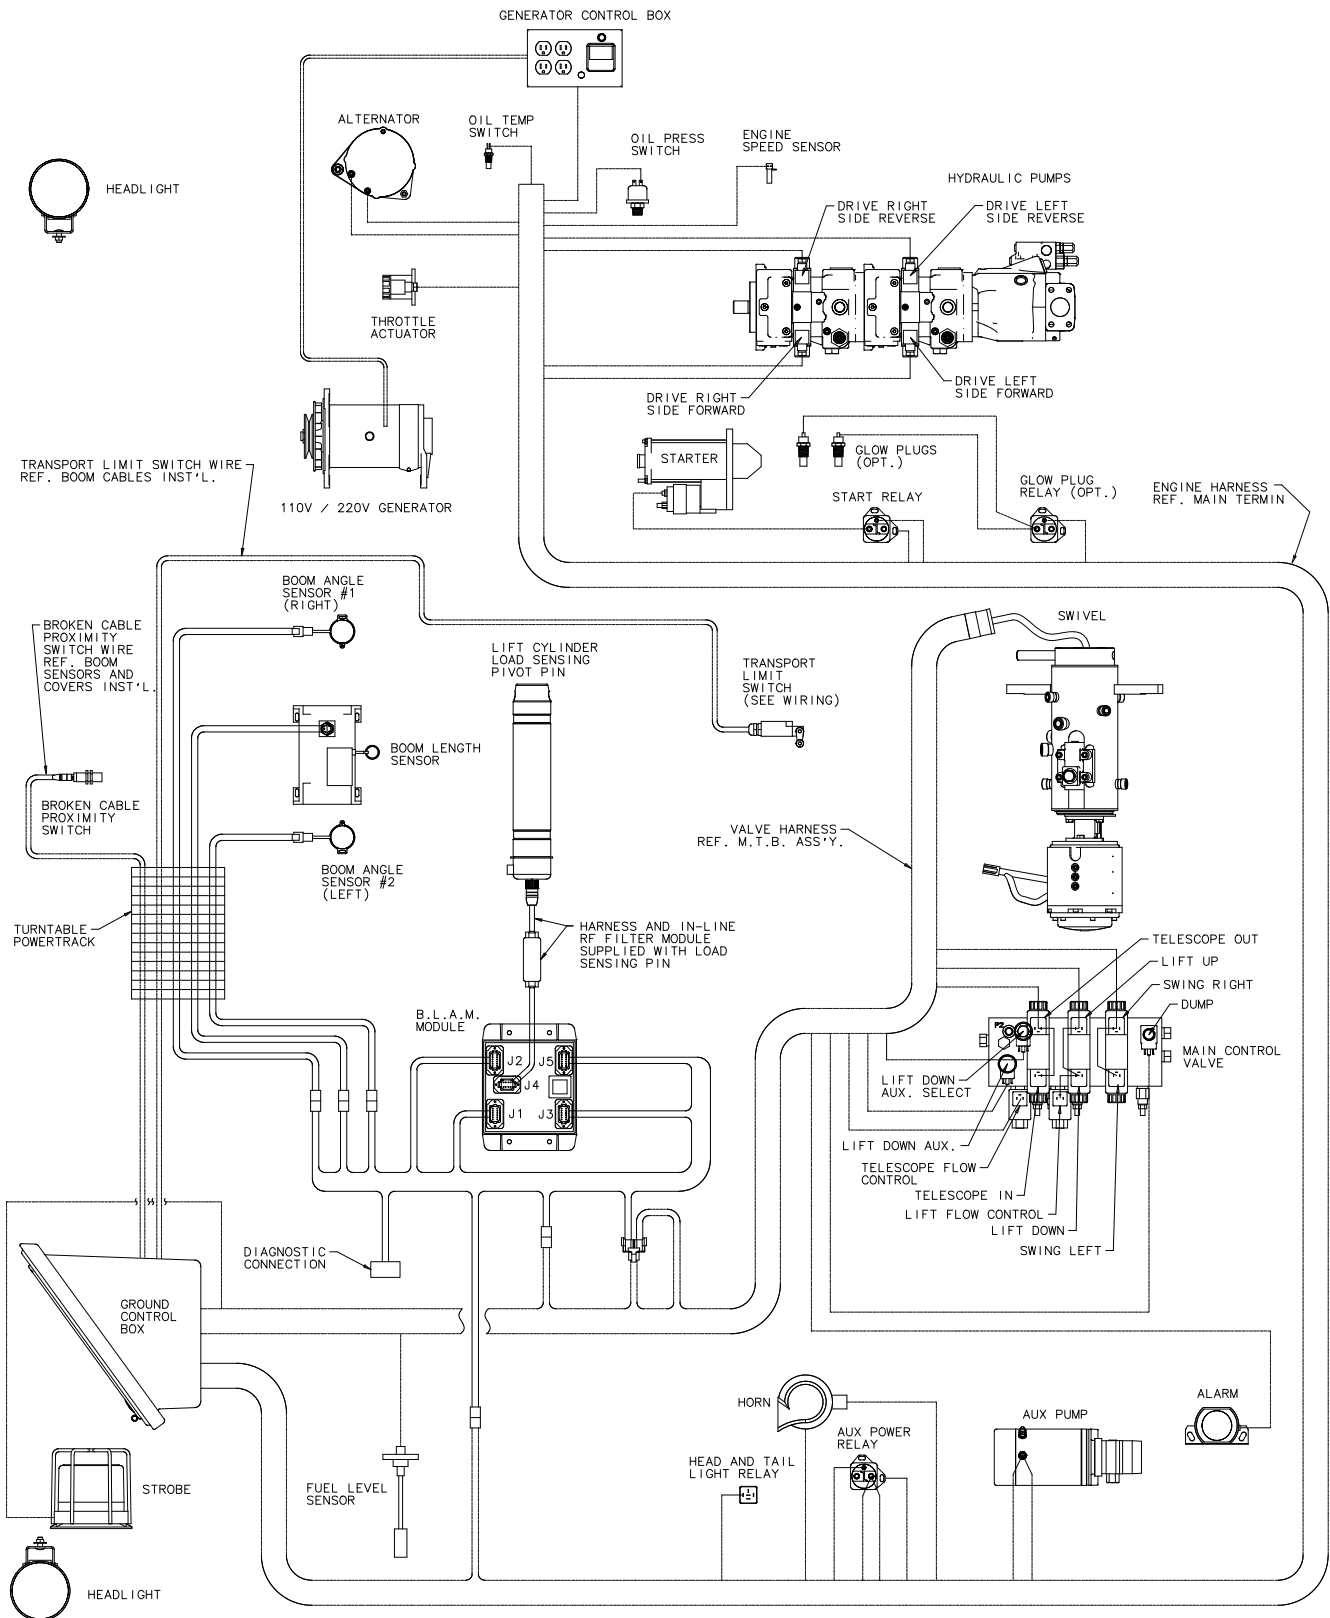 GENERATOR CONTROL BOX
ALTERNATOR
OIL TEMP
SWITCH
OIL PRESS
SWITCH
ENGINE
SPEED SENSOR
HEADLIGHT
HYDRAULIC PUMPS
DRIVE RIGHT
SIDE REVERSE
DRIVE LEFT
SIDE REVERSE
THROTTLE
ACTUATOR
DRIVE RIGHT
SIDE FORWARD
DRIVE LEFT
SIDE FORWARD
STARTER
GLOW PLUGS
(OPT.)
TRANSPORT LIMIT SWITCH WIRE
REF. BOOM CABLES INST'L.
110V / 220V GENERATOR
START RELAY
GLOW PLUG
RELAY (OPT.)
ENGINE HARNESS
REF. MAIN TERMIN
BOOM ANGLE
SENSOR #1
(RIGHT)
BROKEN CABLE
PROXIMITY
SWITCH WIRE
REF. BOOM
SENSORS AND
COVERS INST'L.
LIFT CYLINDER
LOAD SENSING
PIVOT PIN
TRANSPORT
LIMIT
SWITCH
(SEE WIRING)
SWIVEL
BOOM LENGTH
SENSOR
BROKEN CABLE
PROXIMITY
SWITCH
BOOM ANGLE
SENSOR #2
(LEFT)
VALVE HARNESS
REF. M.T.B. ASS'Y.
TURNTABLE
POWERTRACK
HARNESS AND IN-LINE
RF FILTER MODULE
SUPPLIED WITH LOAD
SENSING PIN
TELESCOPE OUT
LIFT UP
SWING RIGHT
DUMP
B.L.A.M.
MODULE
J2
J5
J4
J1
J3
P2
MAIN CONTROL
VALVE
LIFT DOWN
AUX. SELECT
LIFT DOWN AUX.
TELESCOPE FLOW
CONTROL
TELESCOPE IN
LIFT FLOW CONTROL
LIFT DOWN
SWING LEFT
DIAGNOSTIC
CONNECTION
GROUND
CONTROL
BOX
HORN
AUX POWER
RELAY
AUX PUMP
ALARM
HEAD AND TAIL
LIGHT RELAY
STROBE
FUEL LEVEL
SENSOR
HEADLIGHT